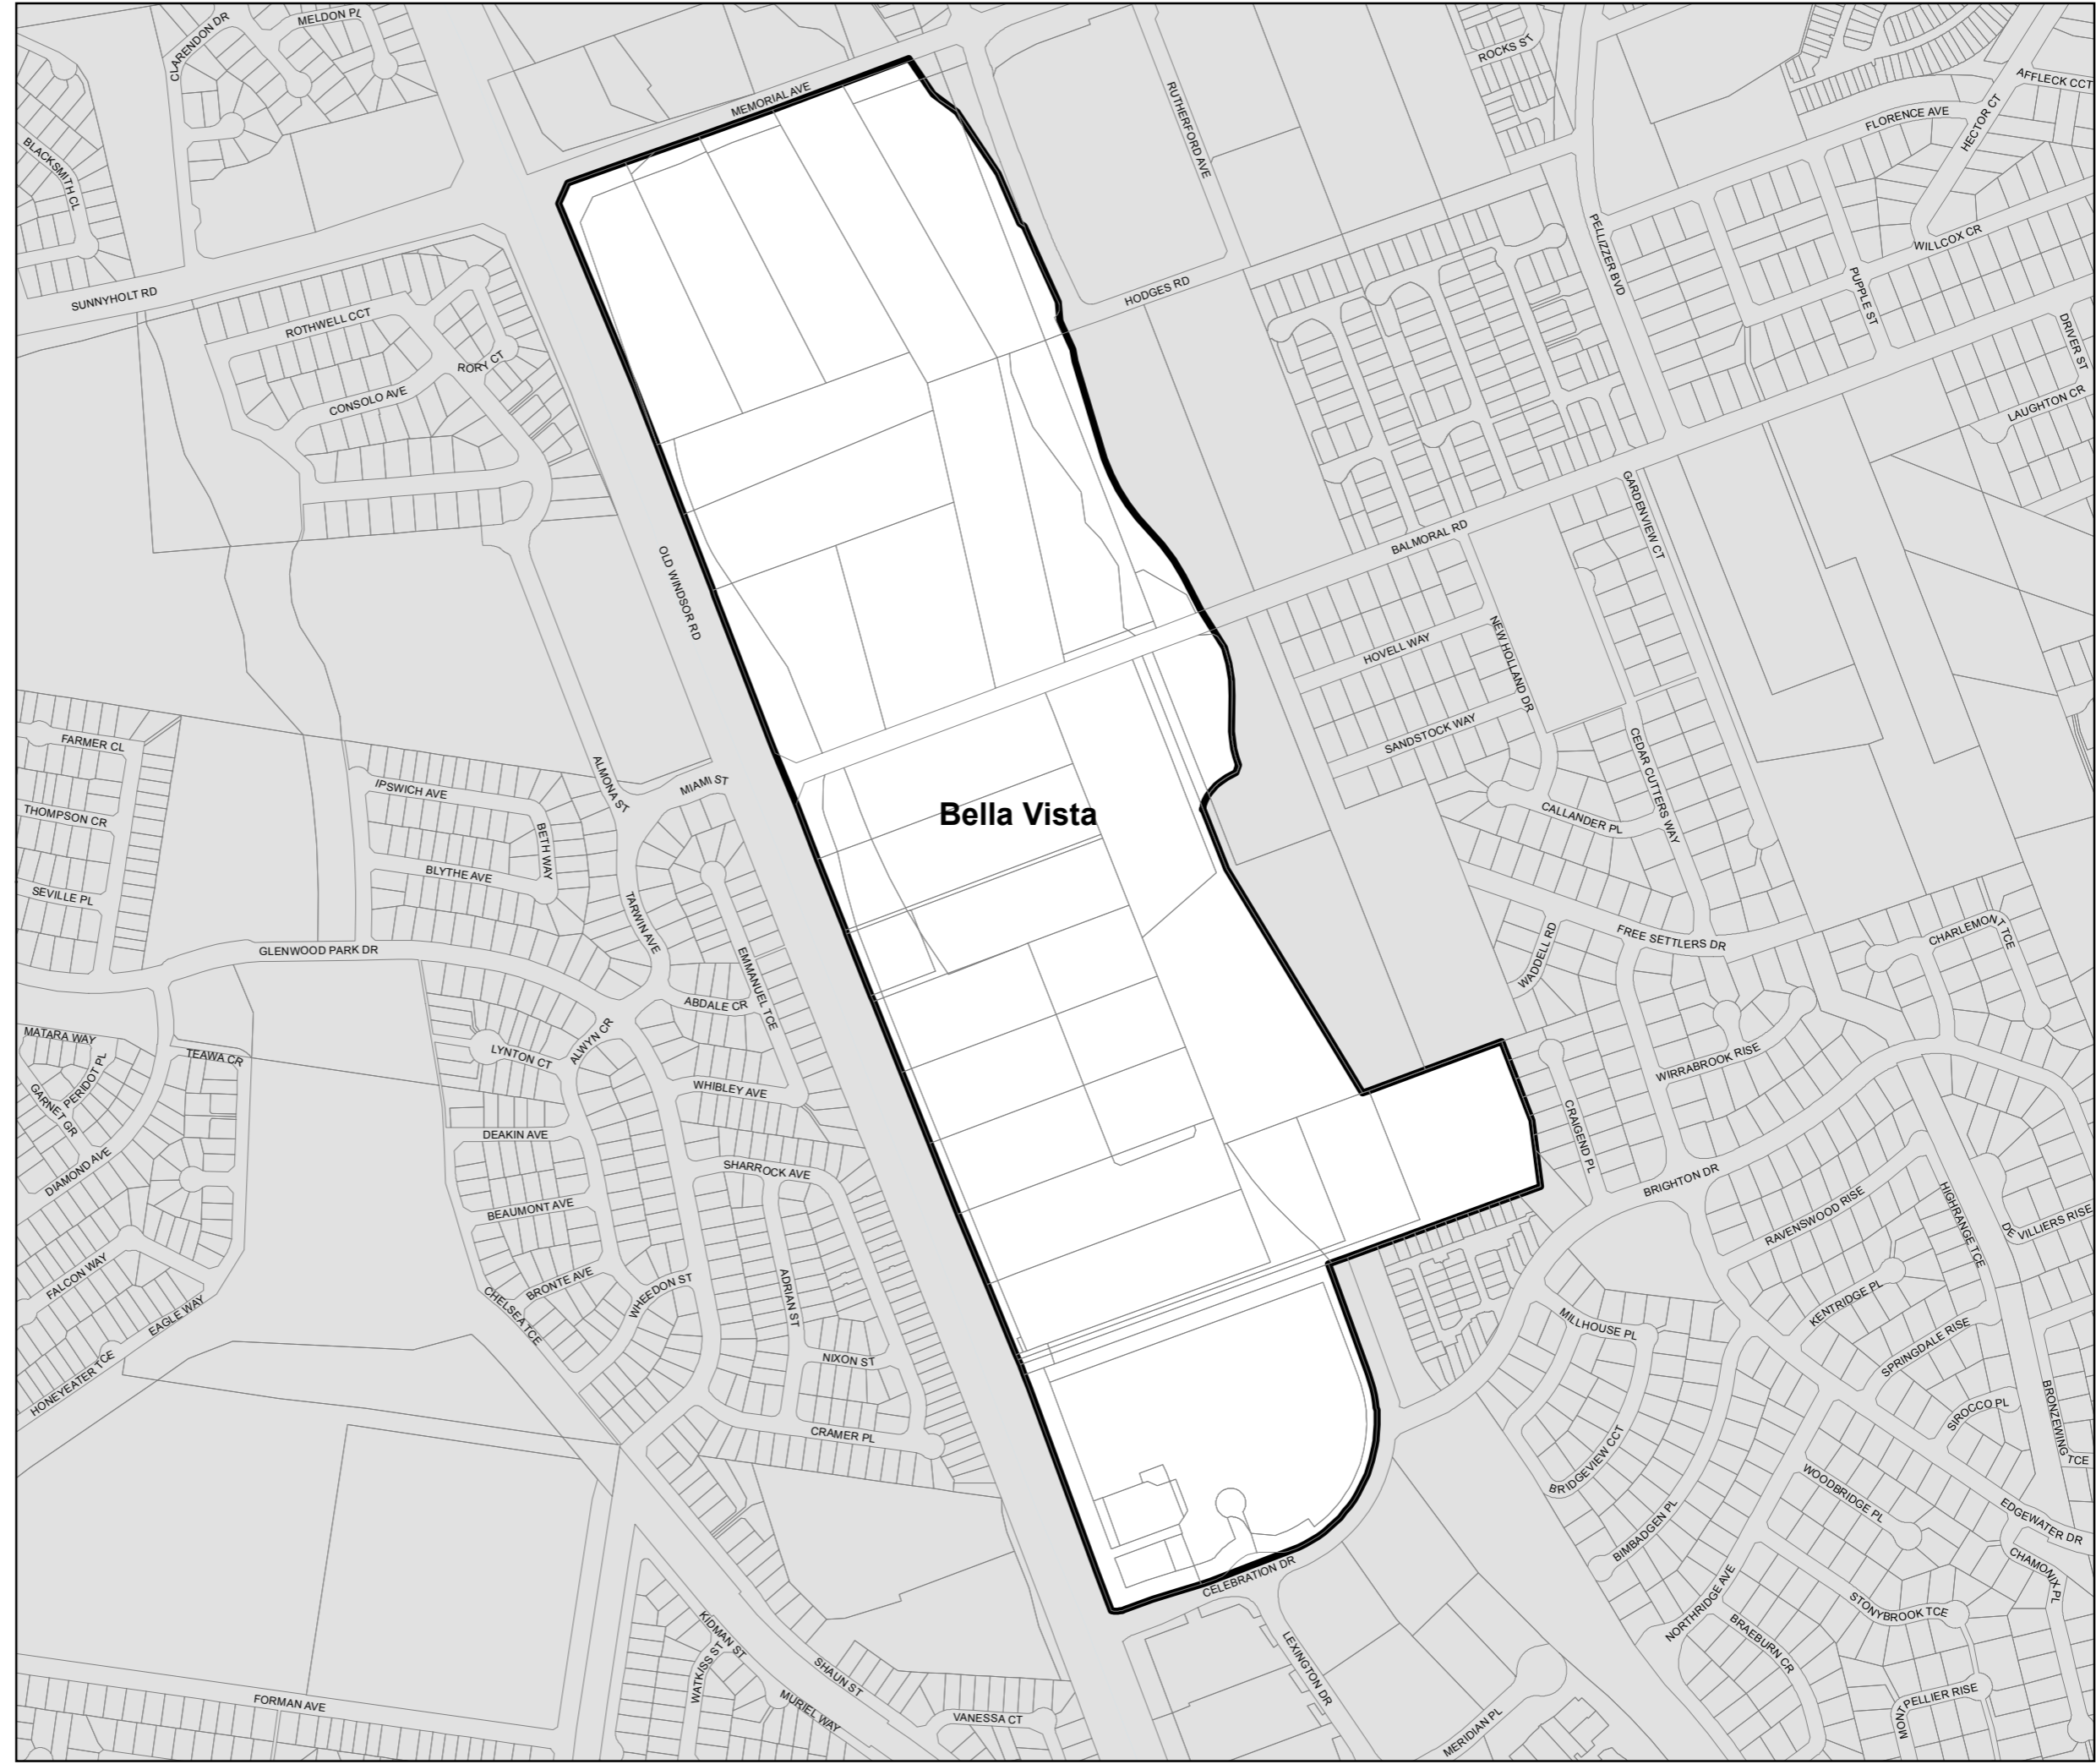 CLARENDON DR
MELDON PL
ROCKS ST
AFFLECK CCT
MEMORIAL AVE
RUTHERFORD AVE
FLORENCE AVE
HECTOR CT
BLACKSMITH CL
PELLIZZER BVD
WILLCOX CR
SUNNYHOLT RD
HODGES RD
PUPPLE ST
ROTHWELL CCT
DRIVER ST
RORY CT
CONSOLO AVE
LAUGHTON CR
GARDENVIEW CT
BALMORAL RD
OLD WINDSOR RD
HOVELL WAY
NEW HOLLAND DR
SANDSTOCK WAY
CEDAR CUTTERS WAY
FARMER CL
ALMONA ST
MIAMI ST
IPSWICH AVE
Bella Vista
THOMPSON CR
CALLANDER PL
BETH WAY
BLYTHE AVE
SEVILLE PL
TARWIN AVE
CHARLEMONT TCE
FREE SETTLERS DR
GLENWOOD PARK DR
WADDELL RD
EMMANUEL TCE
ABDALE CR
MATARA WAY
ALWYN CR
TEAWA CR
LYNTON CT
PERIDOT PL
WIRRABROOK RISE
GARNET GR
WHIBLEY AVE
CRAIGEND PL
DEAKIN AVE
DIAMOND AVE
SHARROCK AVE
BRIGHTON DR
BEAUMONT AVE
RAVENSWOOD RISE
HIGHRANGE TCE
DE VILLIERS RISE
FALCON WAY
BRONTE AVE
WHEEDON ST
ADRIAN ST
CHELSEA TCE
EAGLE WAY
KENTRIDGE PL
MILLHOUSE PL
SPRINGDALE RISE
NIXON ST
HONEYEATER TCE
SIROCCO PL
BRONZEWING TCE
CRAMER PL
BRIDGEVIEW CCT
WOODBRIDGE PL
EDGEWATER DR
BIMBADGEN PL
CHAMONIX PL
CELEBRATION DR
NORTHRIDGE AVE
STONYBROOK TCE
KIDMAN ST
BRAEBURN CR
WATKISS ST
LEXINGTON DR
SHAUN ST
PELLIER RISE
FORMAN AVE
MURIEL WAY
VANESSA CT
MERIDIAN PL
MONT